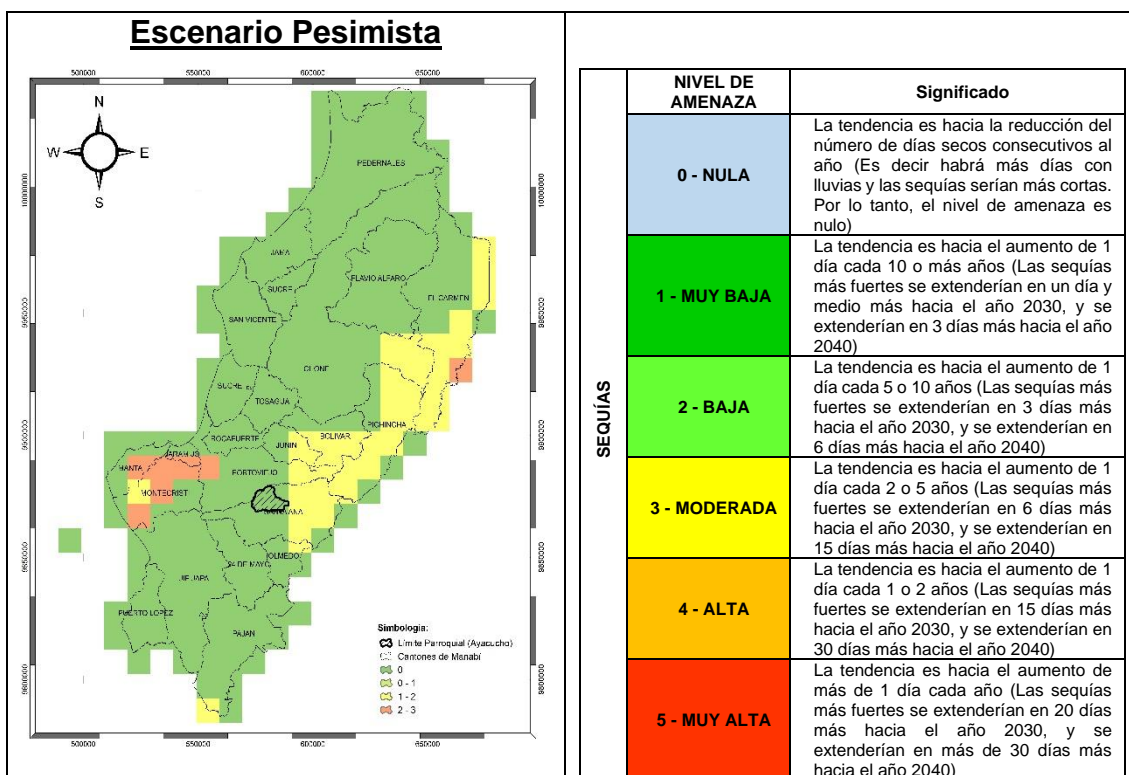 Escenario Pesimista
500000 550000 600000 650000
N
W E
S
10000000
9950000
9900000
9850000
9800000
PEDERNALES
JAMA
SUCRE
FLAVIO ALFARO
EL CARMEN
SAN VICENTE
CHONE
SUCRE
TOSAGUA
PICHINCHA
ROCAFUERTE
BOLIVAR
JUNIN
MANTA
PORTOVIEJO
MONTECRIST
OLMEDO
24 DE MAYO
JIPIJAPA
PUERTO LOPEZ
PAJAN
Simbología:
Límite Parroquial (Ayacucho)
Cantones de Manabí
0
0 - 1
1 - 2
2 - 3
500000 550000 600000 650000
SEQUÍAS
NIVEL DE
AMENAZA
Significado
0 - NULA
La tendencia es hacia la reducción del
número de días secos consecutivos al
año (Es decir habrá más días con
lluvias y las sequías serían más cortas.
Por lo tanto, el nivel de amenaza es
nulo)
1 - MUY BAJA
La tendencia es hacia el aumento de 1
día cada 10 o más años (Las sequías
más fuertes se extenderían en un día y
medio más hacia el año 2030, y se
extenderían en 3 días más hacia el año
2040)
2 - BAJA
La tendencia es hacia el aumento de 1
día cada 5 o 10 años (Las sequías más
fuertes se extenderían en 3 días más
hacia el año 2030, y se extenderían en
6 días más hacia el año 2040)
3 - MODERADA
La tendencia es hacia el aumento de 1
día cada 2 o 5 años (Las sequías más
fuertes se extenderían en 6 días más
hacia el año 2030, y se extenderían en
15 días más hacia el año 2040)
4 - ALTA
La tendencia es hacia el aumento de 1
día cada 1 o 2 años (Las sequías más
fuertes se extenderían en 15 días más
hacia el año 2030, y se extenderían en
30 días más hacia el año 2040)
5 - MUY ALTA
La tendencia es hacia el aumento de
más de 1 día cada año (Las sequías
más fuertes se extenderían en 20 días
más hacia el año 2030, y se
extenderían en más de 30 días más
hacia el año 2040)